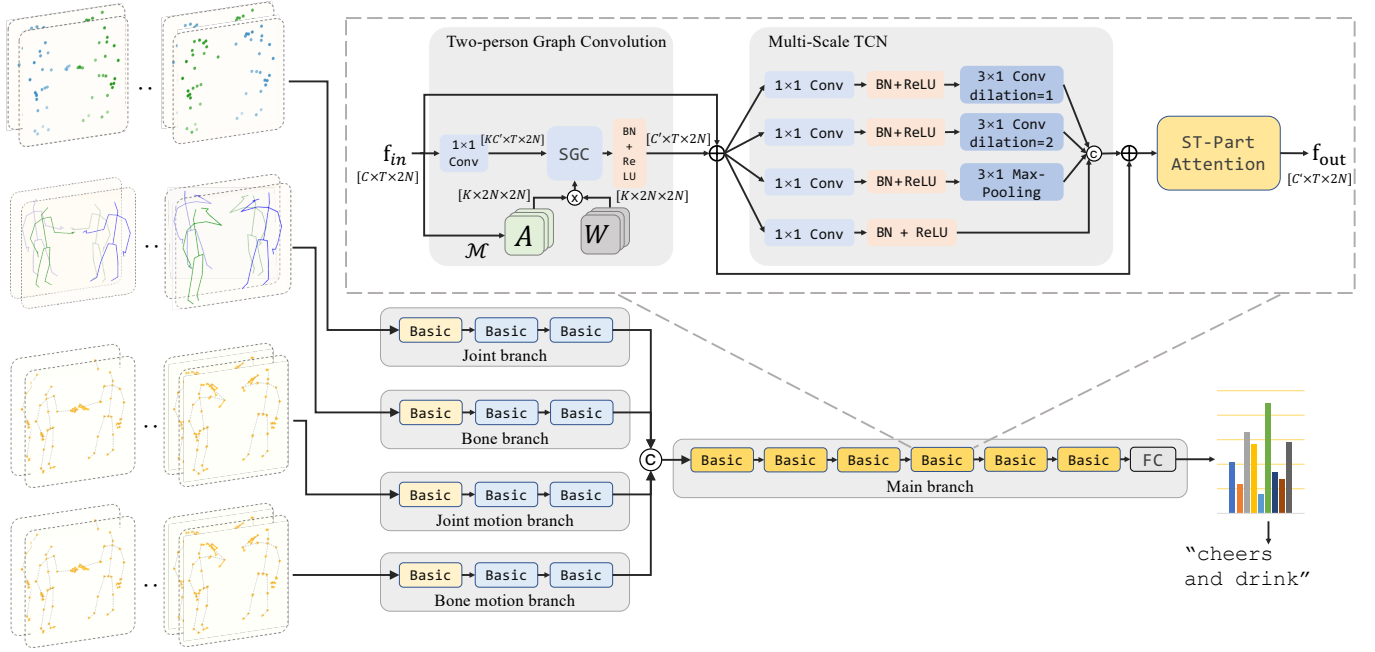 Two-person Graph Convolution
Multi-Scale TCN
f_in
[C×T×2N]
1×1
Conv
[KC′×T×2N]
SGC
BN
+
Re
LU
[C′×T×2N]
[K×2N×2N]
x
[K×2N×2N]
ℳ
A
W
1×1 Conv
BN+ReLU
3×1 Conv
dilation=1
1×1 Conv
BN+ReLU
3×1 Conv
dilation=2
1×1 Conv
BN+ReLU
3×1 Max-
Pooling
1×1 Conv
BN + ReLU
C
ST-Part
Attention
f_out
[C′×T×2N]
Basic
Basic
Basic
Joint branch
Basic
Basic
Basic
Bone branch
Basic
Basic
Basic
Joint motion branch
Basic
Basic
Basic
Bone motion branch
C
Basic
Basic
Basic
Basic
Basic
Basic
FC
Main branch
“cheers
and drink”